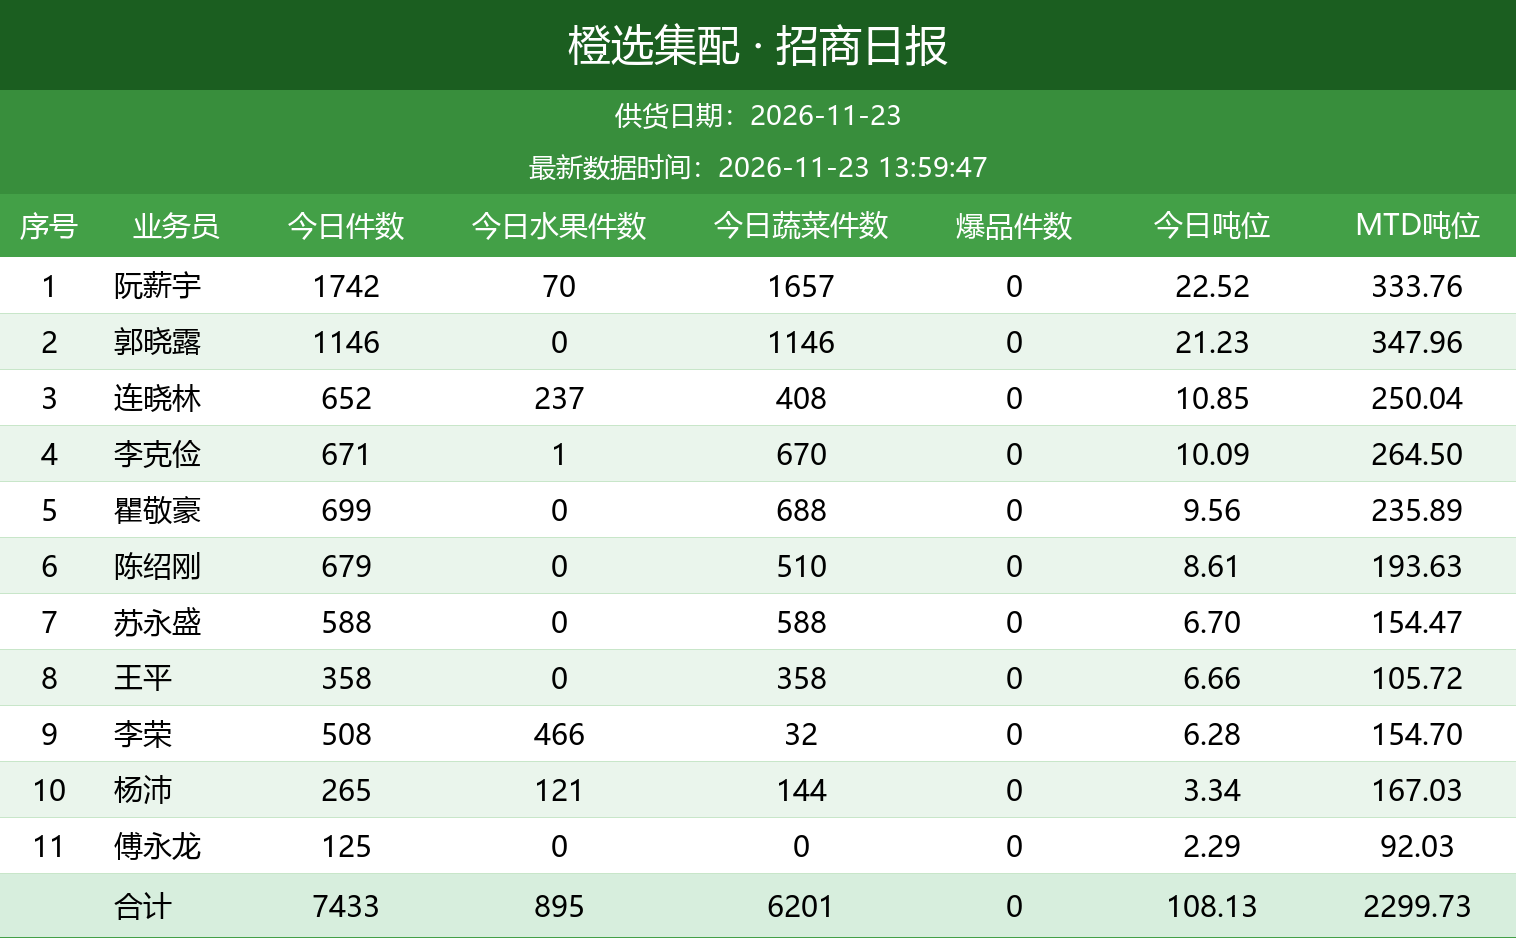 橙选集配 · 招商日报
供货日期：2026-11-23
最新数据时间：2026-11-23 13:59:47
序号 业务员 今日件数 今日水果件数 今日蔬菜件数 爆品件数 今日吨位 MTD吨位
1 阮薪宇 1742 70 1657 0 22.52 333.76
2 郭晓露 1146 0 1146 0 21.23 347.96
3 连晓林 652 237 408 0 10.85 250.04
4 李克俭 671 1 670 0 10.09 264.50
5 瞿敬豪 699 0 688 0 9.56 235.89
6 陈绍刚 679 0 510 0 8.61 193.63
7 苏永盛 588 0 588 0 6.70 154.47
8 王平 358 0 358 0 6.66 105.72
9 李荣 508 466 32 0 6.28 154.70
10 杨沛 265 121 144 0 3.34 167.03
11 傅永龙 125 0 0 0 2.29 92.03
合计 7433 895 6201 0 108.13 2299.73